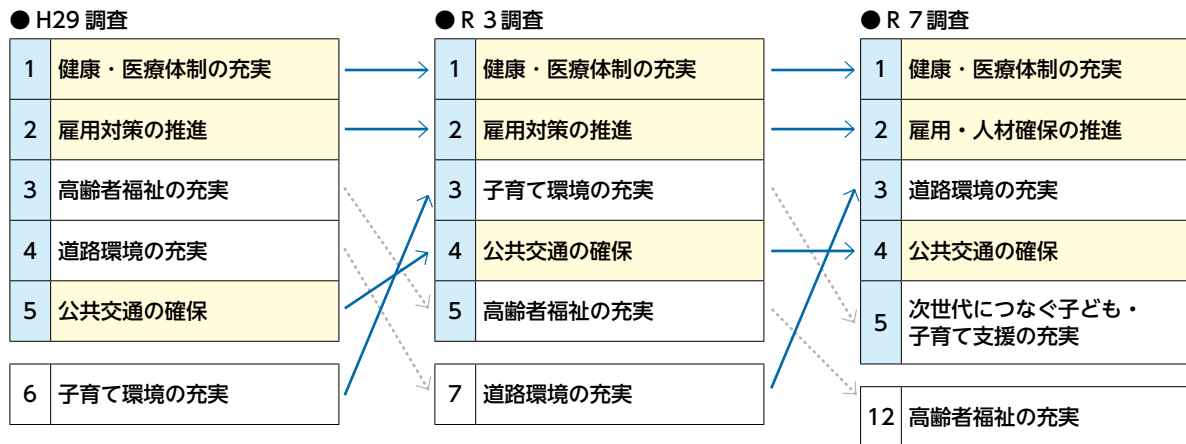 ● H29 調査
1 健康・医療体制の充実
2 雇用対策の推進
3 高齢者福祉の充実
4 道路環境の充実
5 公共交通の確保
6 子育て環境の充実
● R 3 調査
1 健康・医療体制の充実
2 雇用対策の推進
3 子育て環境の充実
4 公共交通の確保
5 高齢者福祉の充実
7 道路環境の充実
● R 7 調査
1 健康・医療体制の充実
2 雇用・人材確保の推進
3 道路環境の充実
4 公共交通の確保
5 次世代につなぐ子ども・
子育て支援の充実
12 高齢者福祉の充実